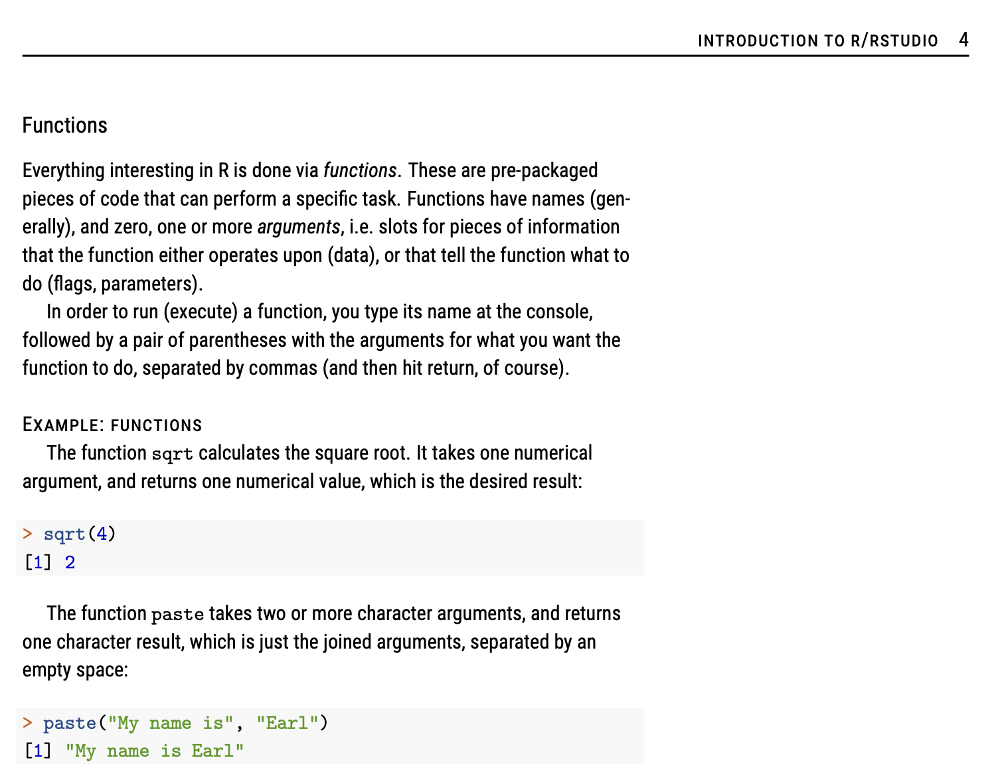 INTRODUCTION TO R/RSTUDIO 4
Functions
Everything interesting in R is done via functions. These are pre-packaged
pieces of code that can perform a specific task. Functions have names (gen-
erally), and zero, one or more arguments, i.e. slots for pieces of information
that the function either operates upon (data), or that tell the function what to
do (flags, parameters).
In order to run (execute) a function, you type its name at the console,
followed by a pair of parentheses with the arguments for what you want the
function to do, separated by commas (and then hit return, of course).
EXAMPLE: FUNCTIONS
The function sqrt calculates the square root. It takes one numerical
argument, and returns one numerical value, which is the desired result:
> sqrt(4)
[1] 2
The function paste takes two or more character arguments, and returns
one character result, which is just the joined arguments, separated by an
empty space:
> paste("My name is", "Earl")
[1] "My name is Earl"